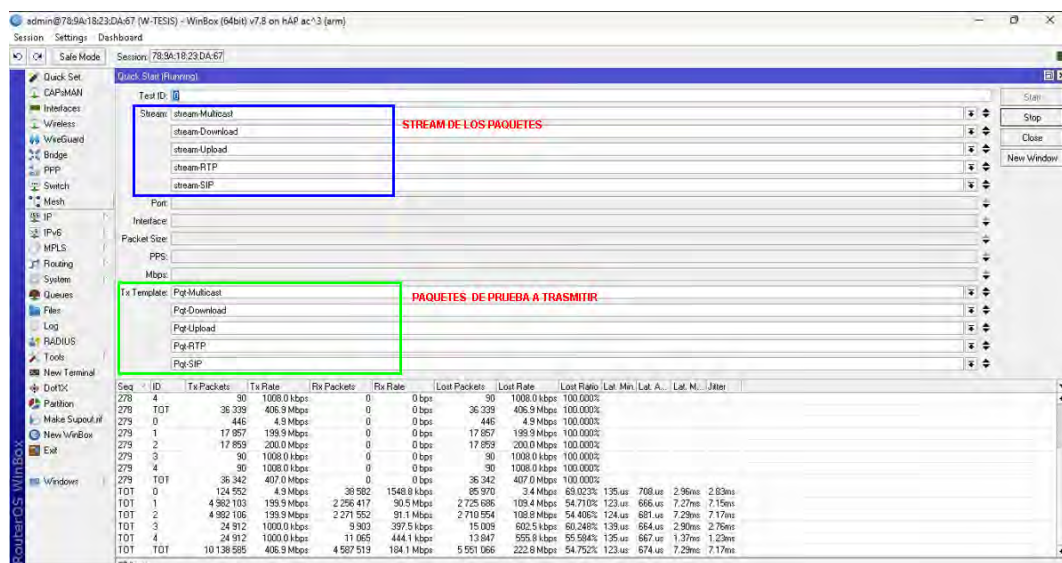 admin@78:9A:18:23:DA:67 (W-TESIS) - WinBox (64bit) v7.8 on hAP ac^3 (arm)
Session Settings Dashboard
Safe Mode Session: 78:9A:18:23:DA:67
Quick Set
CAPsMAN
Interfaces
Wireless
WireGuard
Bridge
PPP
Switch
Mesh
IP
IPv6
MPLS
Routing
System
Queues
Files
Log
RADIUS
Tools
New Terminal
Dot1X
Partition
Make Supout.rif
New WinBox
Exit
Windows
RouterOS WinBox
Quick Start (Running)
Test ID:
Stream: stream-Multicast
stream-Download
stream-Upload
stream-RTP
stream-SIP
STREAM DE LOS PAQUETES
Port:
Interface:
Packet Size:
PPS:
Mbps:
Tx Template: Pqt-Multicast
Pqt-Download
Pqt-Upload
Pqt-RTP
Pqt-SIP
PAQUETES DE PRUEBA A TRASMITIR
Start
Stop
Close
New Window
Seq ID Tx Packets Tx Rate Rx Packets Rx Rate Lost Packets Lost Rate Lost Ratio Lat. Min Lat. A... Lat. M... Jitter
278 4 90 1008.0 kbps 0 0 bps 90 1008.0 kbps 100.000%
278 TOT 36 339 406.9 Mbps 0 0 bps 36 339 406.9 Mbps 100.000%
279 0 446 4.9 Mbps 0 0 bps 446 4.9 Mbps 100.000%
279 1 17 857 199.9 Mbps 0 0 bps 17 857 199.9 Mbps 100.000%
279 2 17 859 200.0 Mbps 0 0 bps 17 859 200.0 Mbps 100.000%
279 3 90 1008.0 kbps 0 0 bps 90 1008.0 kbps 100.000%
279 4 90 1008.0 kbps 0 0 bps 90 1008.0 kbps 100.000%
279 TOT 36 342 407.0 Mbps 0 0 bps 36 342 407.0 Mbps 100.000%
TOT 0 124 552 4.9 Mbps 38 582 1548.8 kbps 85 970 3.4 Mbps 69.023% 135.us 708.us 2.96ms 2.83ms
TOT 1 4 982 103 199.9 Mbps 2 256 417 90.5 Mbps 2 725 686 109.4 Mbps 54.710% 123.us 666.us 7.27ms 7.15ms
TOT 2 4 982 106 199.9 Mbps 2 271 552 91.1 Mbps 2 710 554 108.8 Mbps 54.406% 124.us 681.us 7.29ms 7.17ms
TOT 3 24 912 1000.0 kbps 9 903 397.5 kbps 15 009 602.5 kbps 60.248% 139.us 664.us 2.90ms 2.76ms
TOT 4 24 912 1000.0 kbps 11 065 444.1 kbps 13 847 555.8 kbps 55.584% 135.us 667.us 1.37ms 1.23ms
TOT TOT 10 138 585 406.9 Mbps 4 587 519 184.1 Mbps 5 551 066 222.8 Mbps 54.752% 123.us 674.us 7.29ms 7.17ms